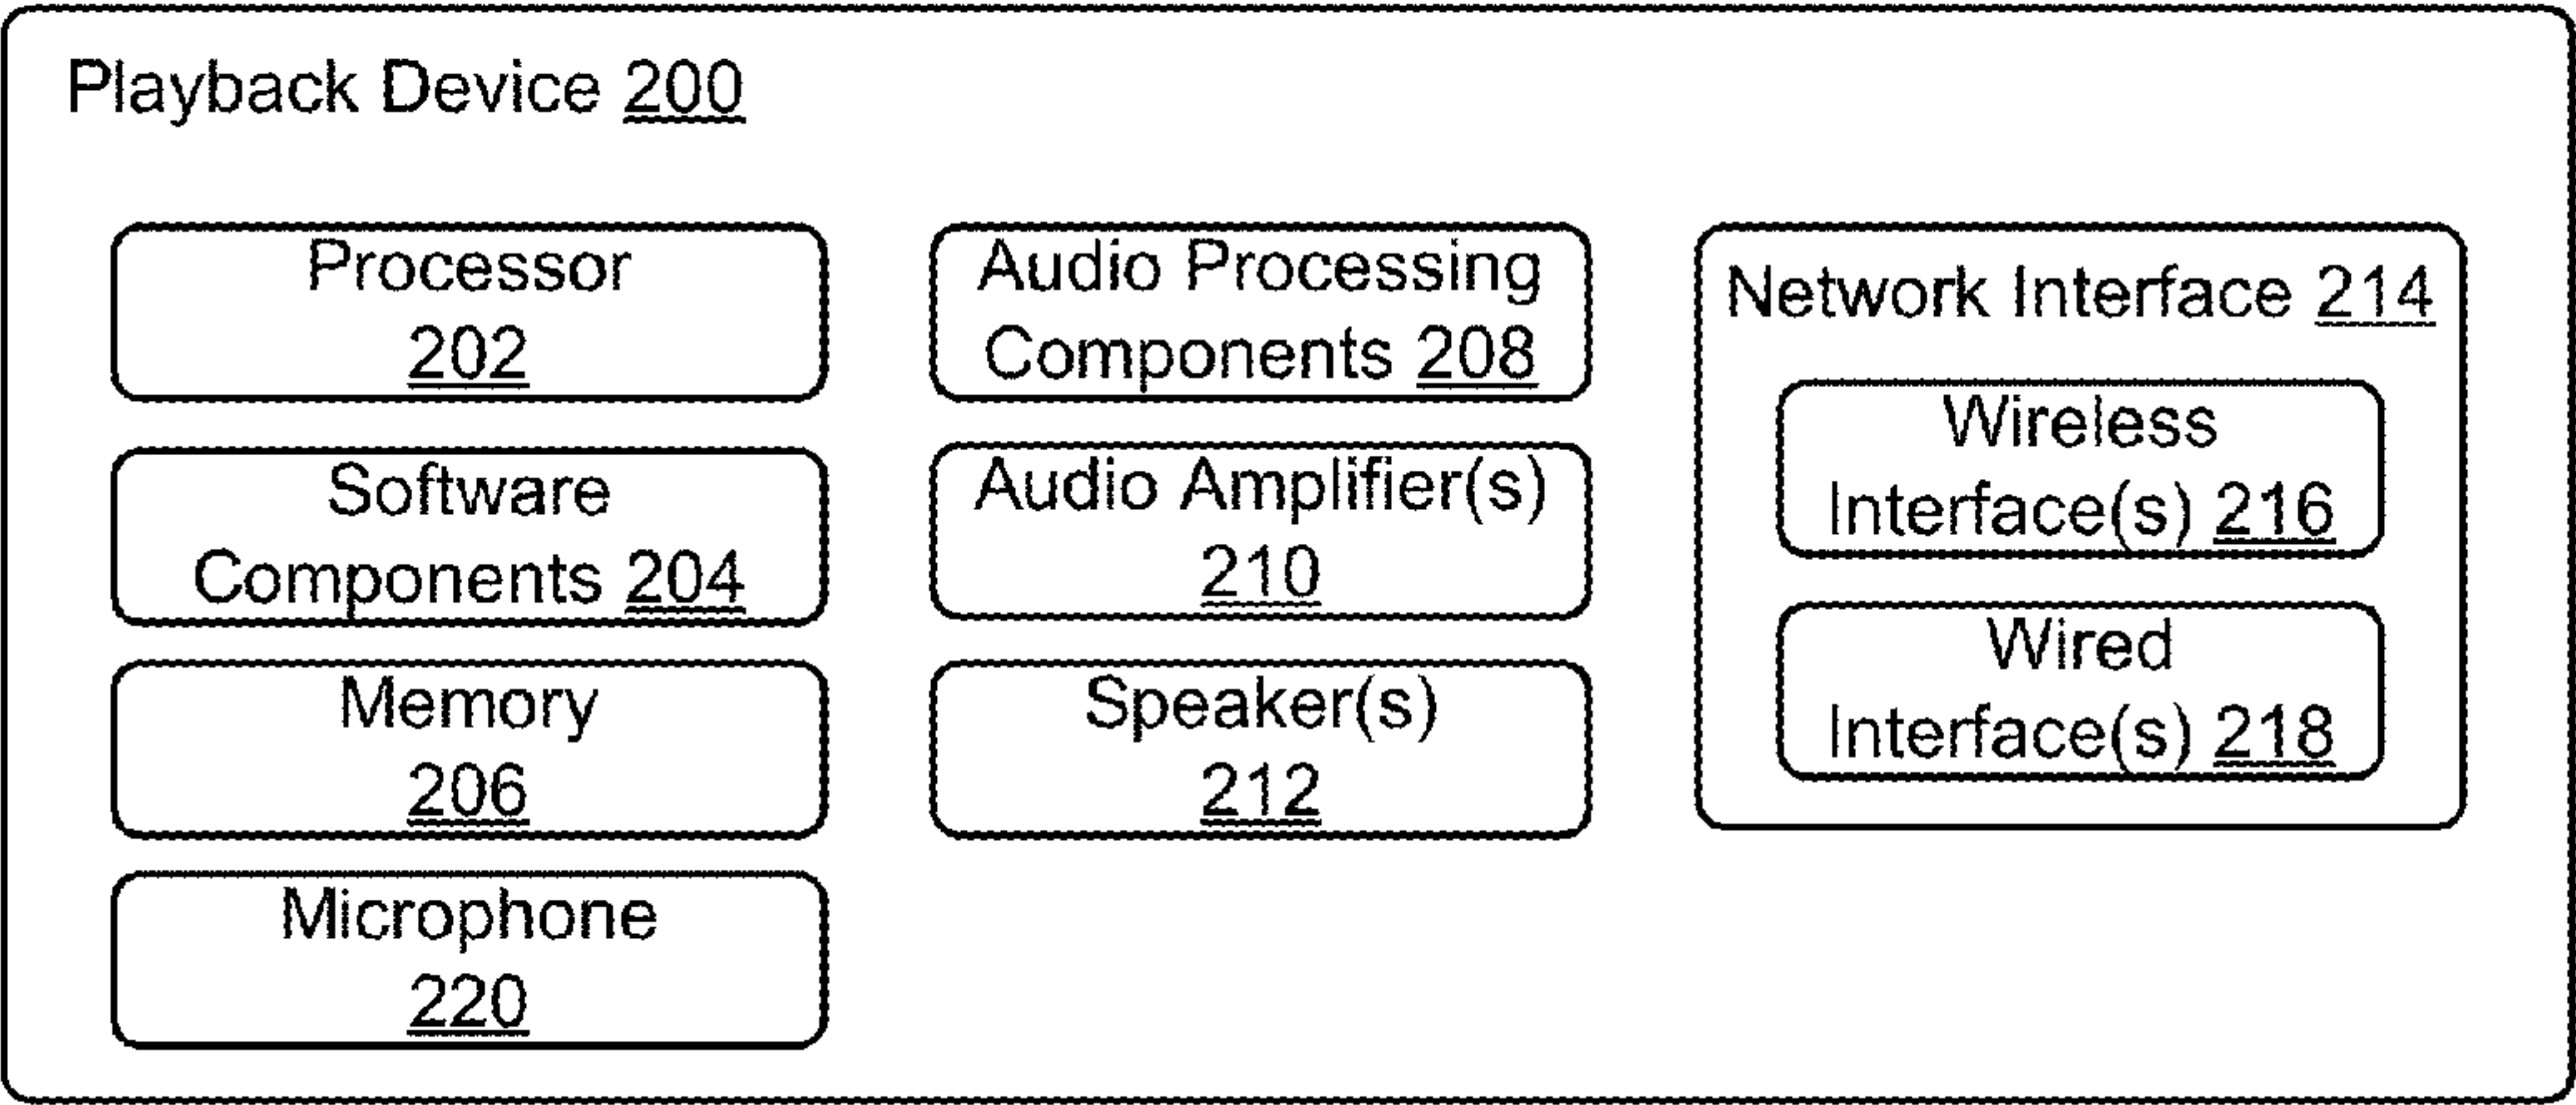 Playback Device 200
Processor
202
Software
Components 204
Memory
206
Microphone
220
Audio Processing
Components 208
Audio Amplifier(s)
210
Speaker(s)
212
Network Interface 214
Wireless
Interface(s) 216
Wired
Interface(s) 218